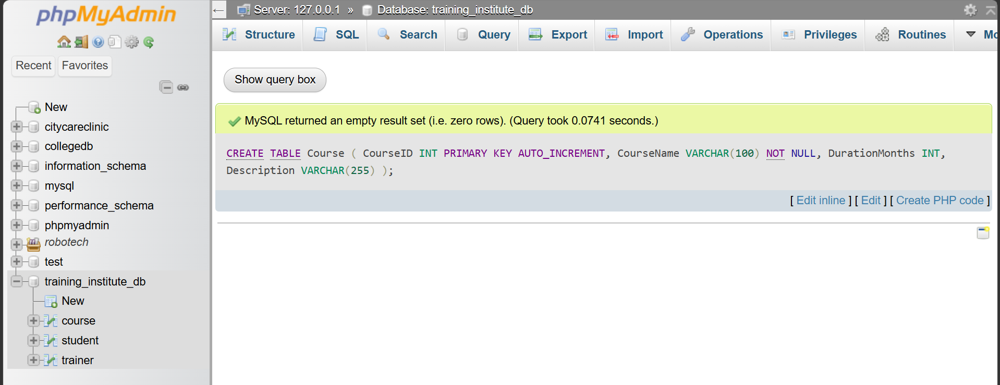 phpMyAdmin
Recent Favorites
New
citycareclinic
collegedb
information_schema
mysql
performance_schema
phpmyadmin
robotech
test
training_institute_db
New
course
student
trainer
Server: 127.0.0.1 » Database: training_institute_db
Structure SQL Search Query Export Import Operations Privileges Routines Mo
Show query box
MySQL returned an empty result set (i.e. zero rows). (Query took 0.0741 seconds.)
CREATE TABLE Course ( CourseID INT PRIMARY KEY AUTO_INCREMENT, CourseName VARCHAR(100) NOT NULL, DurationMonths INT,
Description VARCHAR(255) );
[ Edit inline ] [ Edit ] [ Create PHP code ]